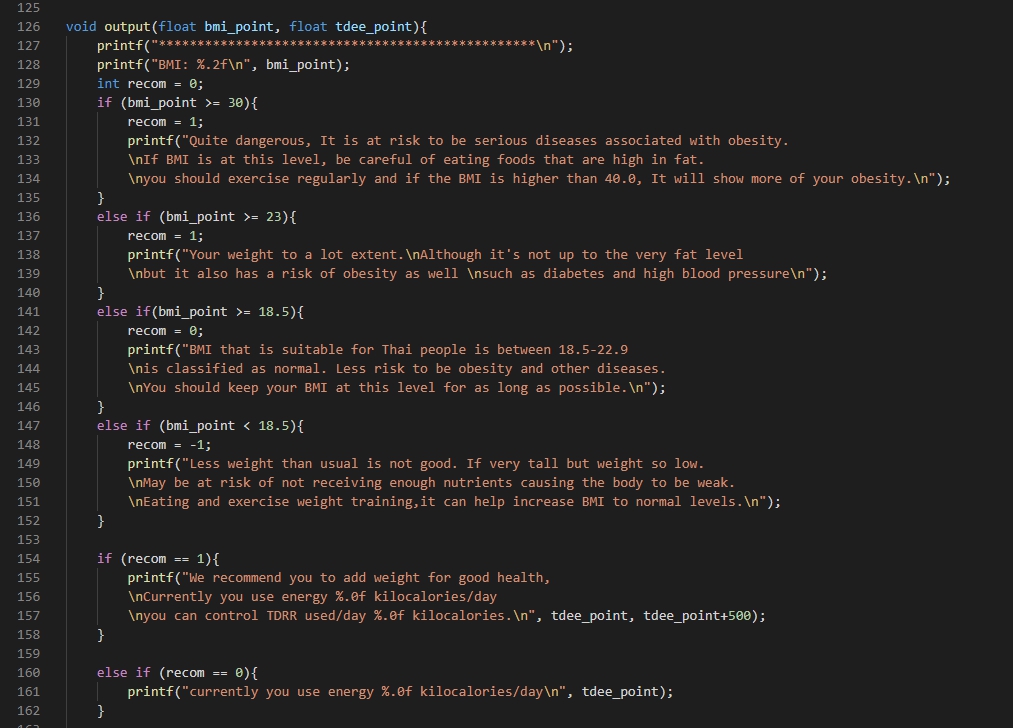 125
126 void output(float bmi_point, float tdee_point){
127 printf("*************************************************\n");
128 printf("BMI: %.2f\n", bmi_point);
129 int recom = 0;
130 if (bmi_point >= 30){
131 recom = 1;
132 printf("Quite dangerous, It is at risk to be serious diseases associated with obesity.
133 \nIf BMI is at this level, be careful of eating foods that are high in fat.
134 \nyou should exercise regularly and if the BMI is higher than 40.0, It will show more of your obesity.\n");
135 }
136 else if (bmi_point >= 23){
137 recom = 1;
138 printf("Your weight to a lot extent.\nAlthough it's not up to the very fat level
139 \nbut it also has a risk of obesity as well \nsuch as diabetes and high blood pressure\n");
140 }
141 else if(bmi_point >= 18.5){
142 recom = 0;
143 printf("BMI that is suitable for Thai people is between 18.5-22.9
144 \nis classified as normal. Less risk to be obesity and other diseases.
145 \nYou should keep your BMI at this level for as long as possible.\n");
146 }
147 else if (bmi_point < 18.5){
148 recom = -1;
149 printf("Less weight than usual is not good. If very tall but weight so low.
150 \nMay be at risk of not receiving enough nutrients causing the body to be weak.
151 \nEating and exercise weight training,it can help increase BMI to normal levels.\n");
152 }
153
154 if (recom == 1){
155 printf("We recommend you to add weight for good health,
156 \nCurrently you use energy %.0f kilocalories/day
157 \nyou can control TDRR used/day %.0f kilocalories.\n", tdee_point, tdee_point+500);
158 }
159
160 else if (recom == 0){
161 printf("currently you use energy %.0f kilocalories/day\n", tdee_point);
162 }
163